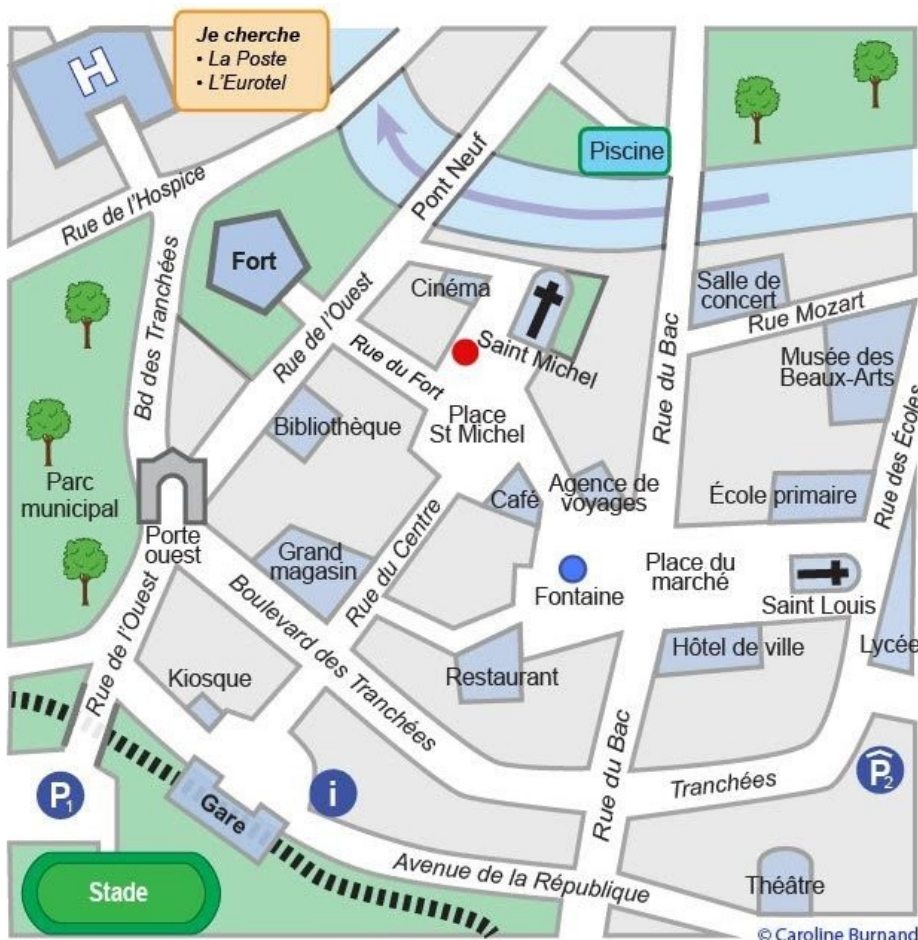 H
Je cherche
• La Poste
• L'Eurotel
Piscine
Pont Neuf
Rue de l'Hospice
Bd des Tranchées
Fort
Rue de l'Ouest
Cinéma
Saint Michel
Salle de
concert
Rue Mozart
Musée des
Beaux-Arts
Rue du Fort
Rue du Bac
Bibliothèque
Place
St Michel
Rue des Écoles
Parc
municipal
Café
Agence de
voyages
École primaire
Porte
ouest
Grand
magasin
Rue du Centre
Place du
marché
Fontaine
Saint Louis
Rue de l'Ouest
Boulevard des Tranchées
Kiosque
Restaurant
Hôtel de ville
Lycée
P1
Gare
i
Rue du Bac
Tranchées
P2
Avenue de la République
Théâtre
Stade
© Caroline Burnand